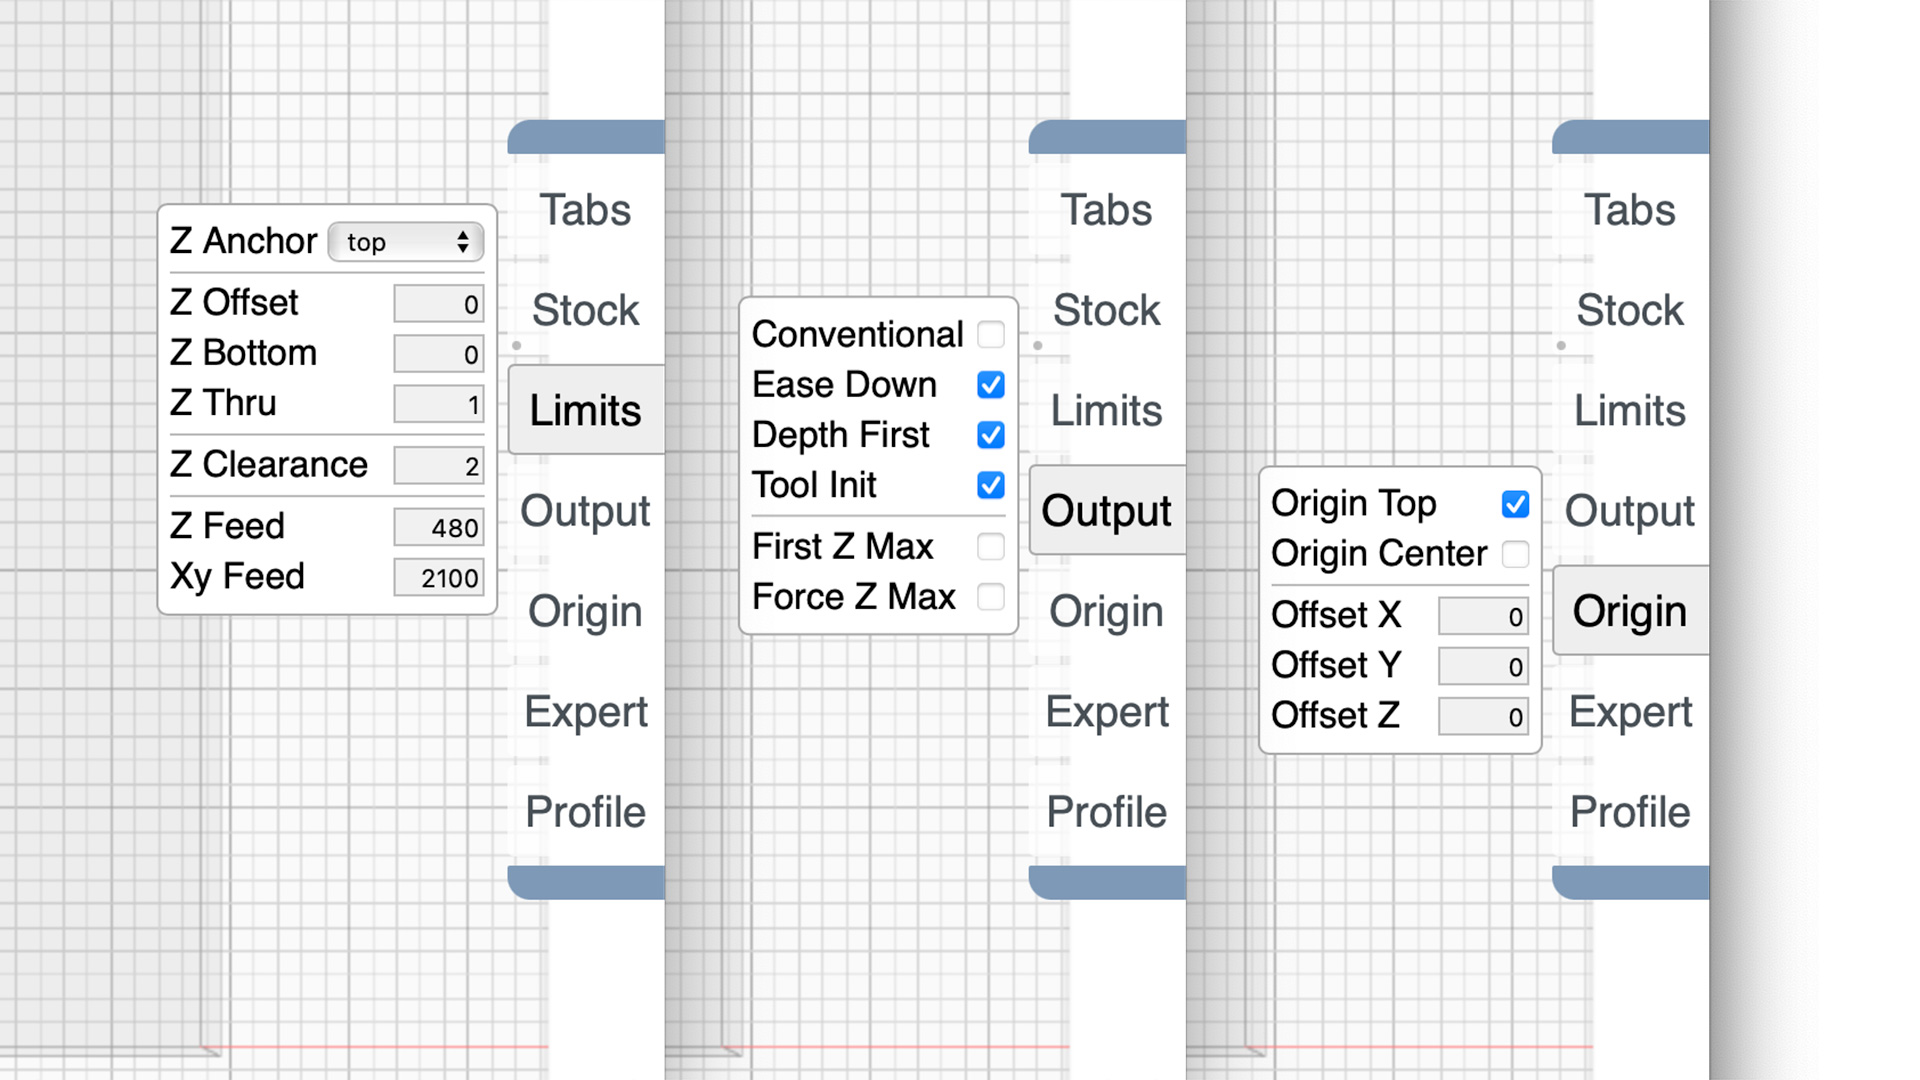 Z Anchor top
Z Offset 0
Z Bottom 0
Z Thru 1
Z Clearance 2
Z Feed 480
Xy Feed 2100
Tabs
Stock
Limits
Output
Origin
Expert
Profile
Conventional
Ease Down
Depth First
Tool Init
First Z Max
Force Z Max
Tabs
Stock
Limits
Output
Origin
Expert
Profile
Origin Top
Origin Center
Offset X 0
Offset Y 0
Offset Z 0
Tabs
Stock
Limits
Output
Origin
Expert
Profile